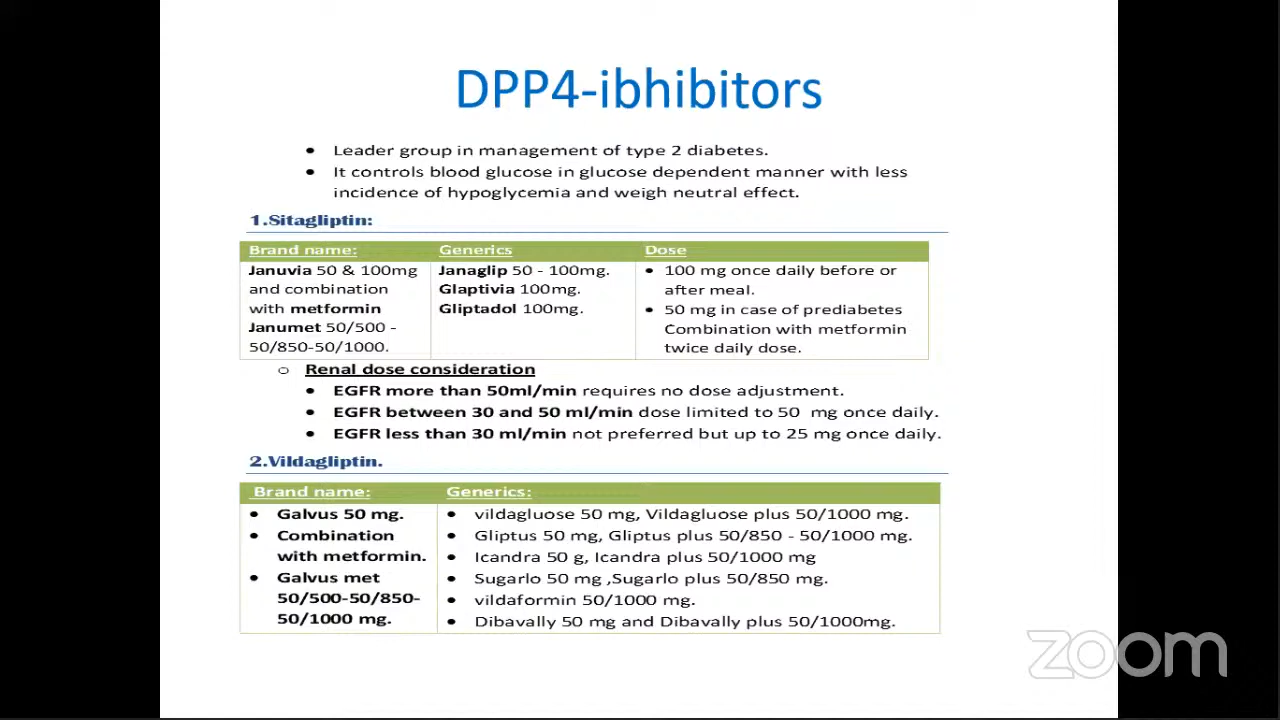 DPP4-ibhibitors
• Leader group in management of type 2 diabetes.
• It controls blood glucose in glucose dependent manner with less
incidence of hypoglycemia and weigh neutral effect.
1.Sitagliptin:
Brand name:
Generics
Dose
Januvia 50 & 100mg
and combination
with metformin
Janumet 50/500 -
50/850-50/1000.
Janaglip 50 - 100mg.
Glaptivia 100mg.
Gliptadol 100mg.
• 100 mg once daily before or
after meal.
• 50 mg in case of prediabetes
Combination with metformin
twice daily dose.
o Renal dose consideration
• EGFR more than 50ml/min requires no dose adjustment.
• EGFR between 30 and 50 ml/min dose limited to 50 mg once daily.
• EGFR less than 30 ml/min not preferred but up to 25 mg once daily.
2.Vildagliptin.
Brand name:
Generics:
• Galvus 50 mg.
• Combination
with metformin.
• Galvus met
50/500-50/850-
50/1000 mg.
• vildagluose 50 mg, Vildagluose plus 50/1000 mg.
• Gliptus 50 mg, Gliptus plus 50/850 - 50/1000 mg.
• Icandra 50 g, Icandra plus 50/1000 mg
• Sugarlo 50 mg ,Sugarlo plus 50/850 mg.
• vildaformin 50/1000 mg.
• Dibavally 50 mg and Dibavally plus 50/1000mg.
zoom